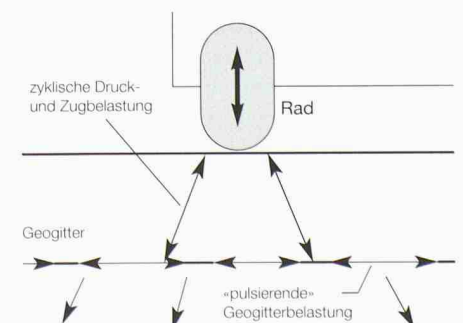 zyklische Druck-
und Zugbelastung
Rad
Geogitter
«pulsierende»
Geogitterbelastung